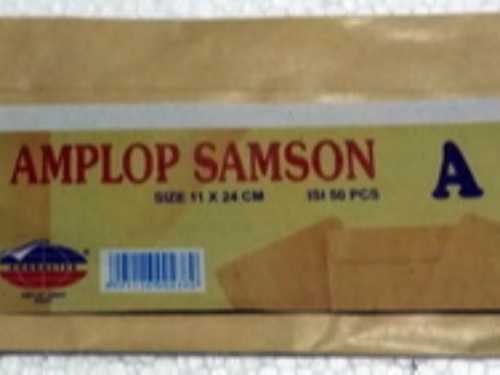 AMPLOP SAMSON
A
SIZE 11 X 24 CM
ISI 50 PCS